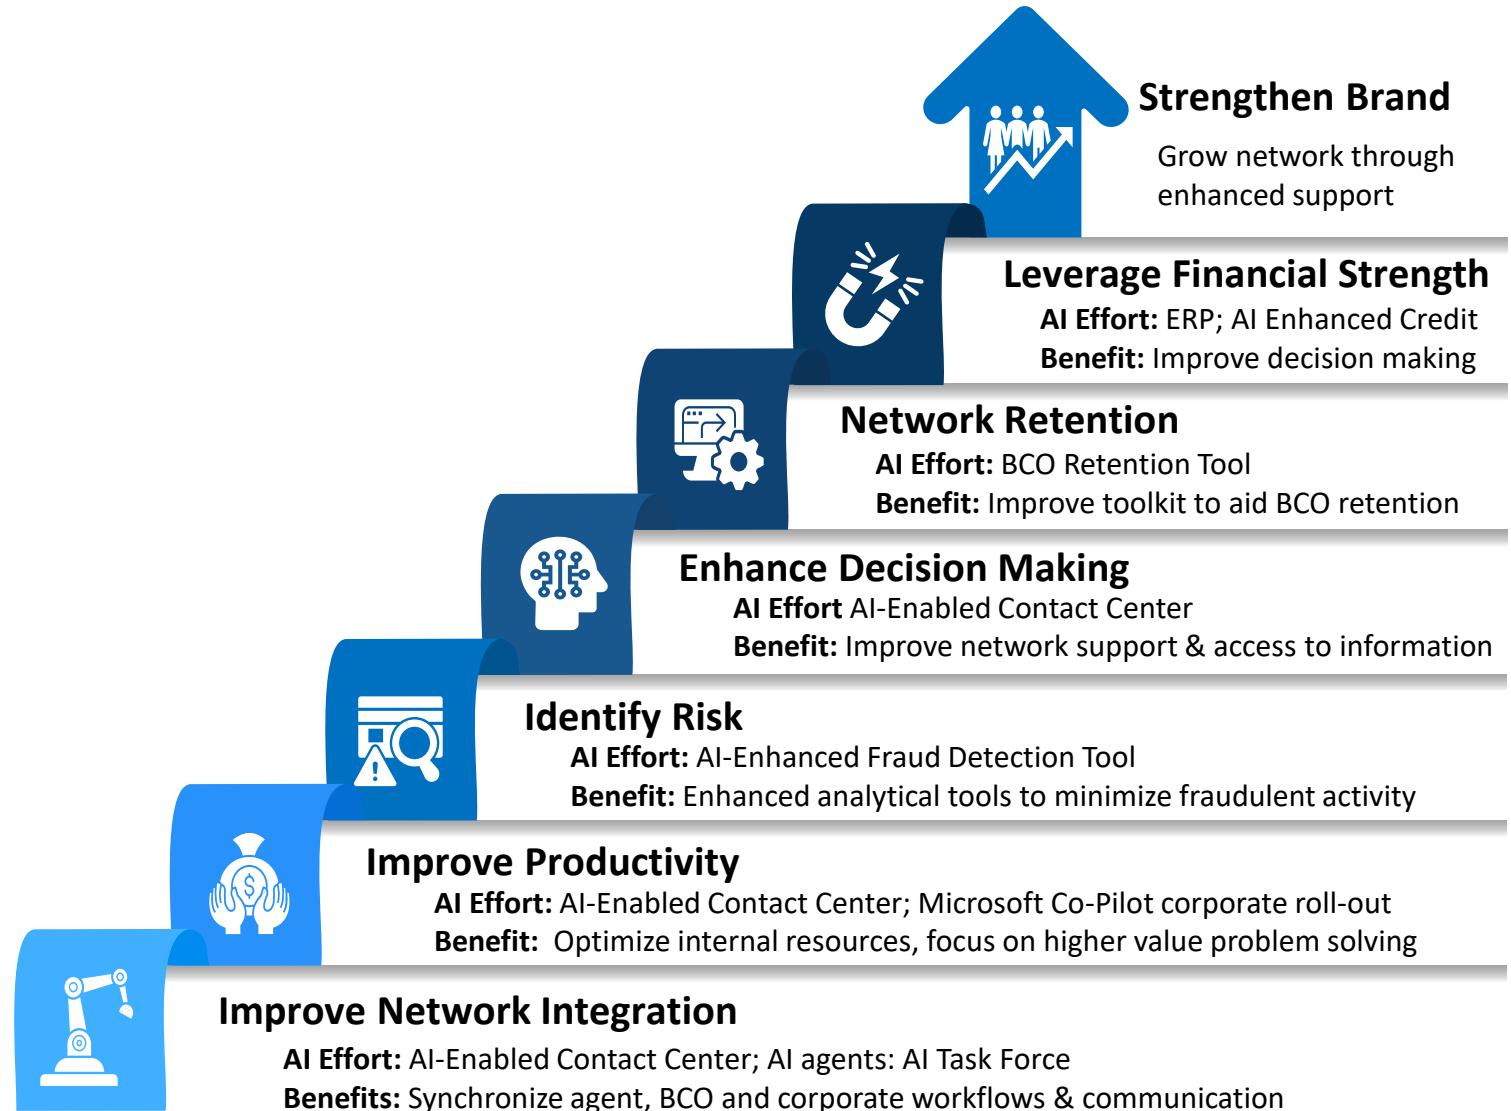 Strengthen Brand
Grow network through
enhanced support
Leverage Financial Strength
AI Effort: ERP; AI Enhanced Credit
Benefit: Improve decision making
Network Retention
AI Effort: BCO Retention Tool
Benefit: Improve toolkit to aid BCO retention
Enhance Decision Making
AI Effort AI-Enabled Contact Center
Benefit: Improve network support & access to information
Identify Risk
AI Effort: AI-Enhanced Fraud Detection Tool
Benefit: Enhanced analytical tools to minimize fraudulent activity
$
Improve Productivity
AI Effort: AI-Enabled Contact Center; Microsoft Co-Pilot corporate roll-out
Benefit: Optimize internal resources, focus on higher value problem solving
Improve Network Integration
AI Effort: AI-Enabled Contact Center; AI agents: AI Task Force
Benefits: Synchronize agent, BCO and corporate workflows & communication